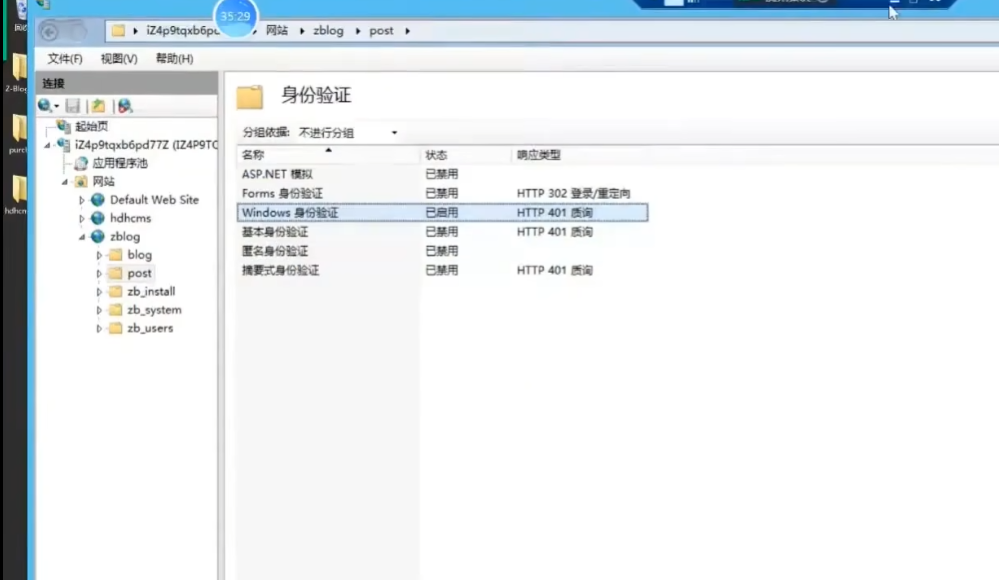 35:29
iZ4p9tqxb6pd 网站 zblog post
文件(F) 视图(V) 帮助(H)
连接
起始页
iZ4p9tqxb6pd77Z (IZ4P9TC
应用程序池
网站
Default Web Site
hdhcms
zblog
blog
post
zb_install
zb_system
zb_users
身份验证
分组依据: 不进行分组
名称 状态 响应类型
ASP.NET 模拟 已禁用
Forms 身份验证 已禁用 HTTP 302 登录/重定向
Windows 身份验证 已启用 HTTP 401 质询
基本身份验证 已禁用 HTTP 401 质询
匿名身份验证 已禁用
摘要式身份验证 已禁用 HTTP 401 质询
Z-Blog
purc
hdhcm